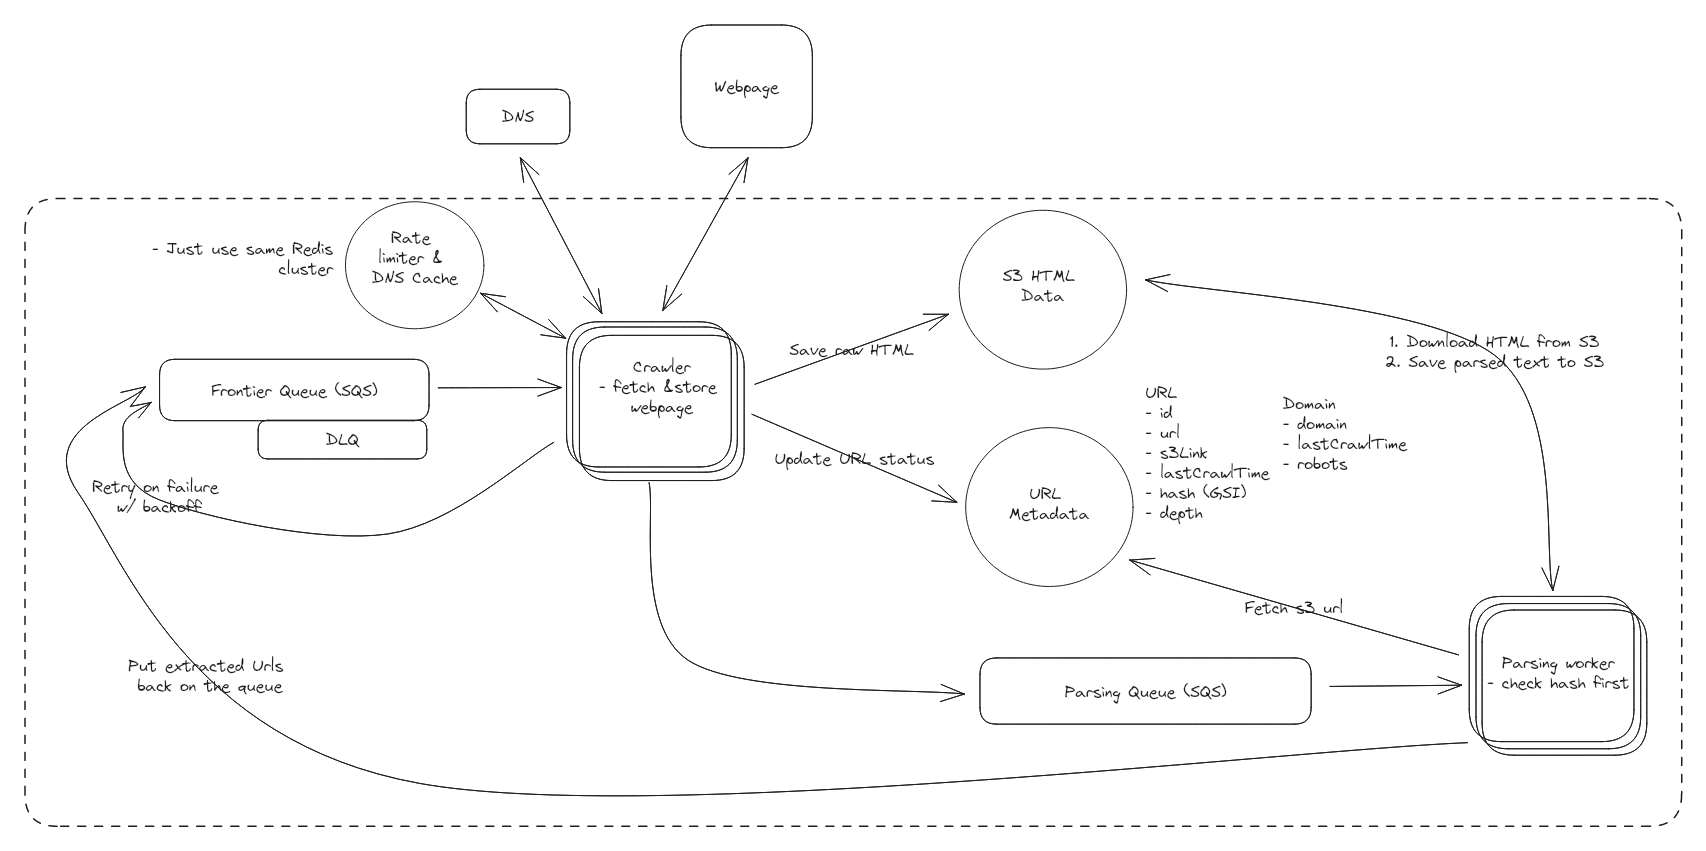 Webpage
DNS
Rate
limiter &
DNS Cache
- Just use same Redis
cluster
S3 HTML
Data
Save raw HTML
1. Download HTML from S3
2. Save parsed text to S3
Crawler
- fetch &store
webpage
Frontier Queue (SQS)
DLQ
URL
- id
- url
- s3Link
- lastCrawlTime
- hash (GSI)
- depth
Domain
- domain
- lastCrawlTime
- robots
Update URL status
Retry on failure
w/ backoff
URL
Metadata
Fetch s3 url
Put extracted Urls
back on the queue
Parsing Queue (SQS)
Parsing worker
- check hash first